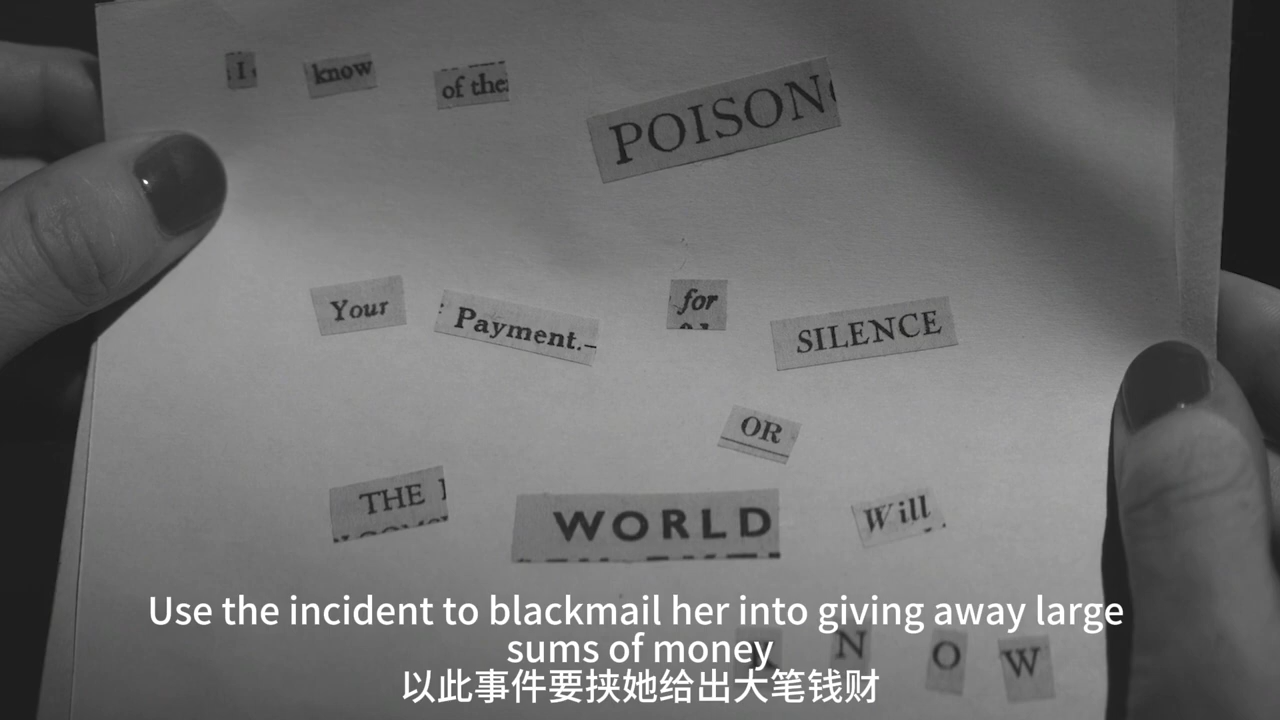 I know of the POISON
Your Payment.– for SILENCE
OR
THE WORLD Will
K N O W
Use the incident to blackmail her into giving away large
sums of money
以此事件要挟她给出大笔钱财